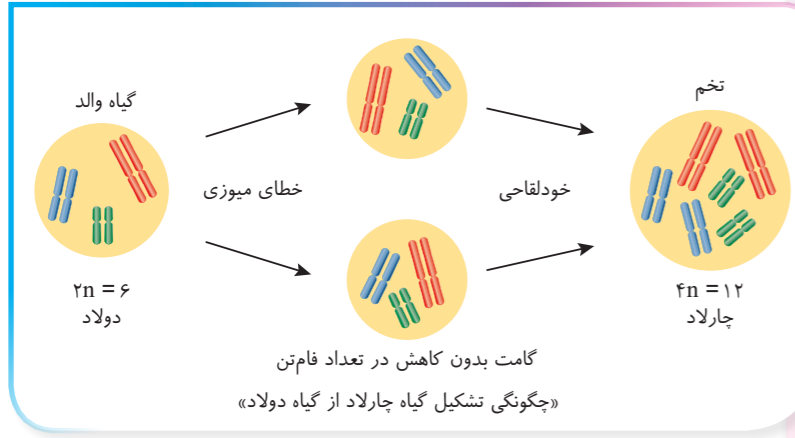 گیاه والد
۲n = ۶
دولاد
خطای میوزی
خودلقاحی
تخم
۴n = ۱۲
چارلاد
گامت بدون کاهش در تعداد فام‌تن
«چگونگی تشکیل گیاه چارلاد از گیاه دولاد»